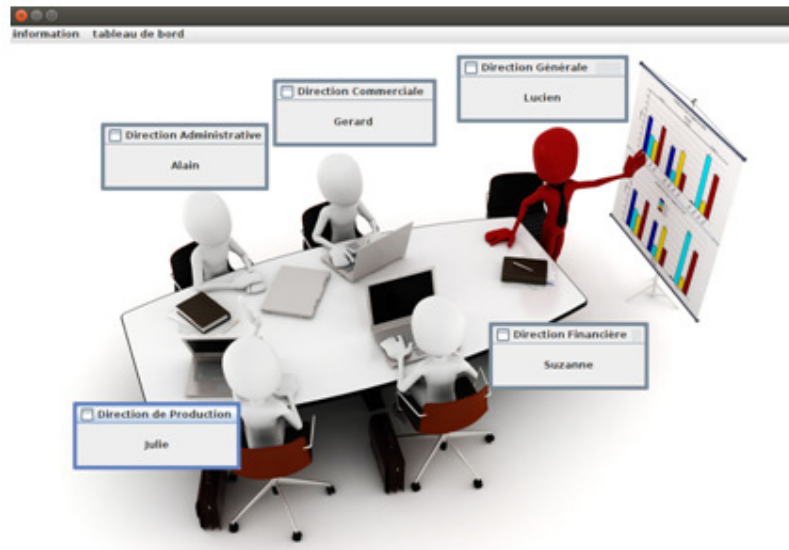 information tableau de bord
Direction Générale
Lucien
Direction Commerciale
Gerard
Direction Administrative
Alain
Direction Financière
Suzanne
Direction de Production
Julie